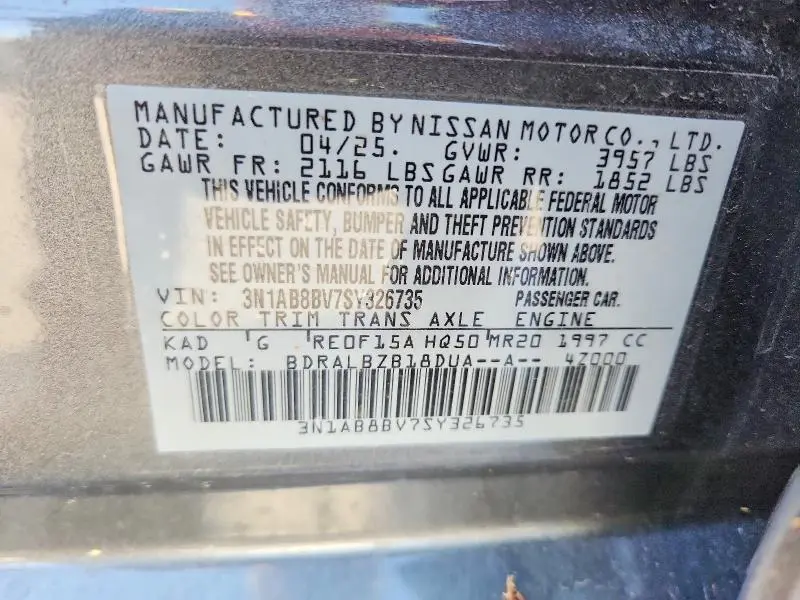 MANUFACTURED BY NISSAN MOTOR CO., LTD.
DATE: 04/25. GVWR: 3957 LBS
GAWR FR: 2116 LBS GAWR RR: 1852 LBS
THIS VEHICLE CONFORMS TO ALL APPLICABLE FEDERAL MOTOR
VEHICLE SAFETY, BUMPER AND THEFT PREVENTION STANDARDS
IN EFFECT ON THE DATE OF MANUFACTURE SHOWN ABOVE.
SEE OWNER'S MANUAL FOR ADDITIONAL INFORMATION.
VIN: 3N1AB8BV7SY326735 PASSENGER CAR.
COLOR TRIM TRANS AXLE ENGINE
KAD G RE0F15A HQ50 MR20 1997 CC
MODEL: BDRALBZB18DUA--A-- 4Z000
3N1AB8BV7SY326735